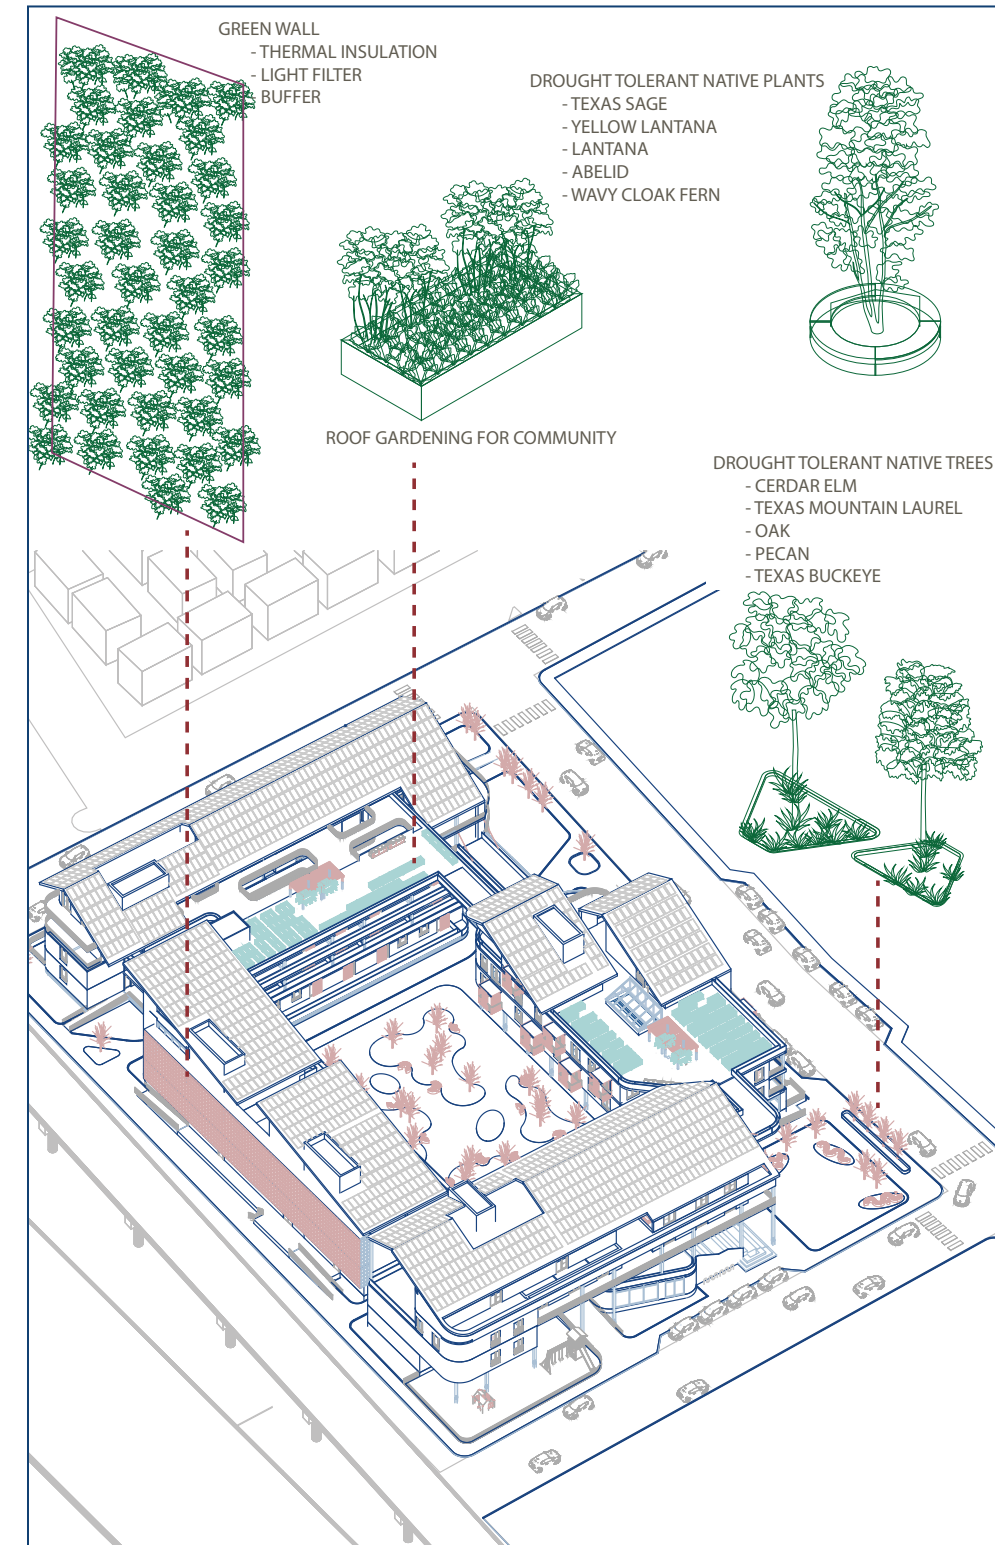 GREEN WALL
- THERMAL INSULATION
- LIGHT FILTER
- BUFFER
DROUGHT TOLERANT NATIVE PLANTS
- TEXAS SAGE
- YELLOW LANTANA
- LANTANA
- ABELID
- WAVY CLOAK FERN
ROOF GARDENING FOR COMMUNITY
DROUGHT TOLERANT NATIVE TREES
- CERDAR ELM
- TEXAS MOUNTAIN LAUREL
- OAK
- PECAN
- TEXAS BUCKEYE